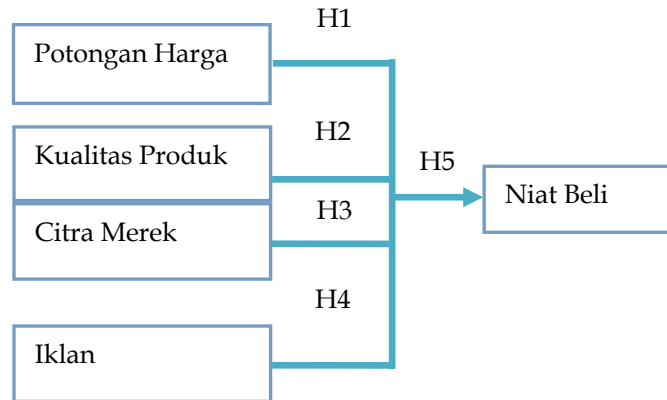 H1
Potongan Harga
H2
Kualitas Produk
H5
Niat Beli
H3
Citra Merek
H4
Iklan